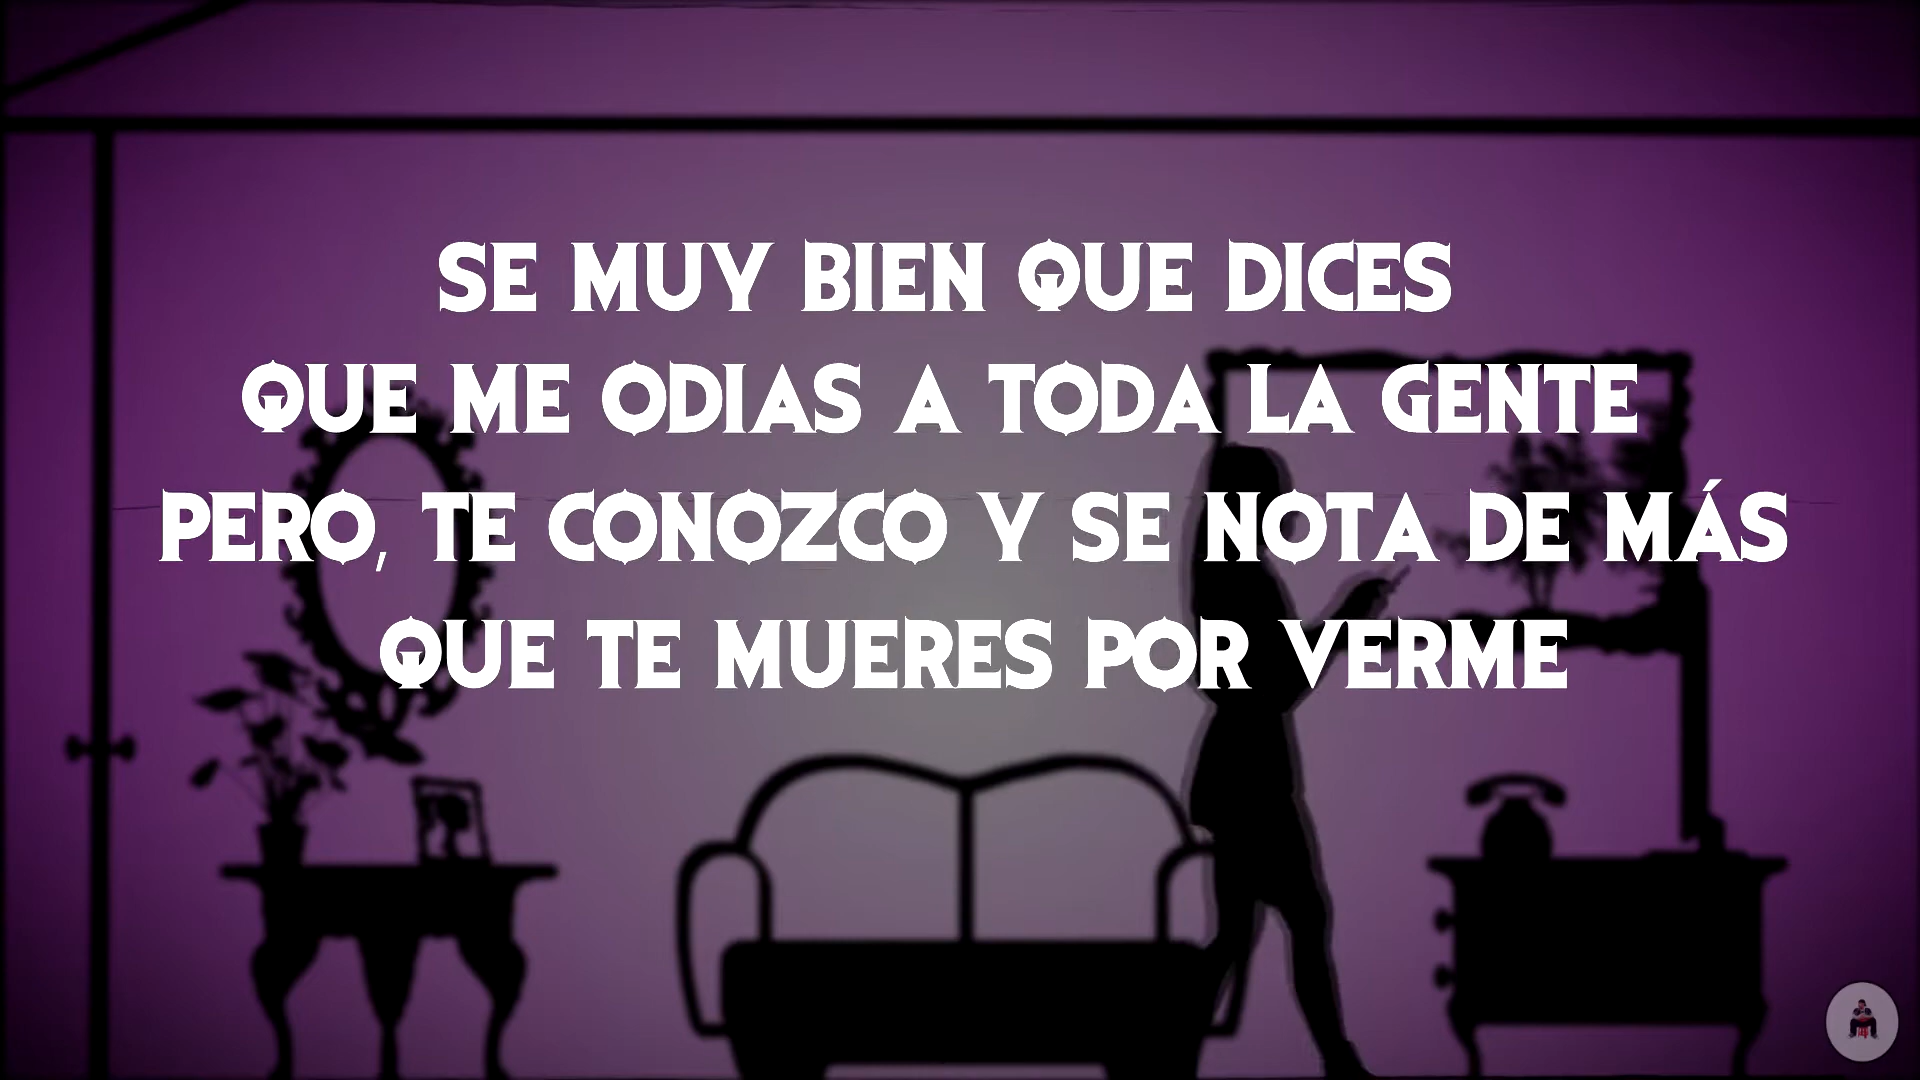 SE MUY BIEN QUE DICES
QUE ME ODIAS A TODA LA GENTE
PERO, TE CONOZCO Y SE NOTA DE MÁS
QUE TE MUERES POR VERME